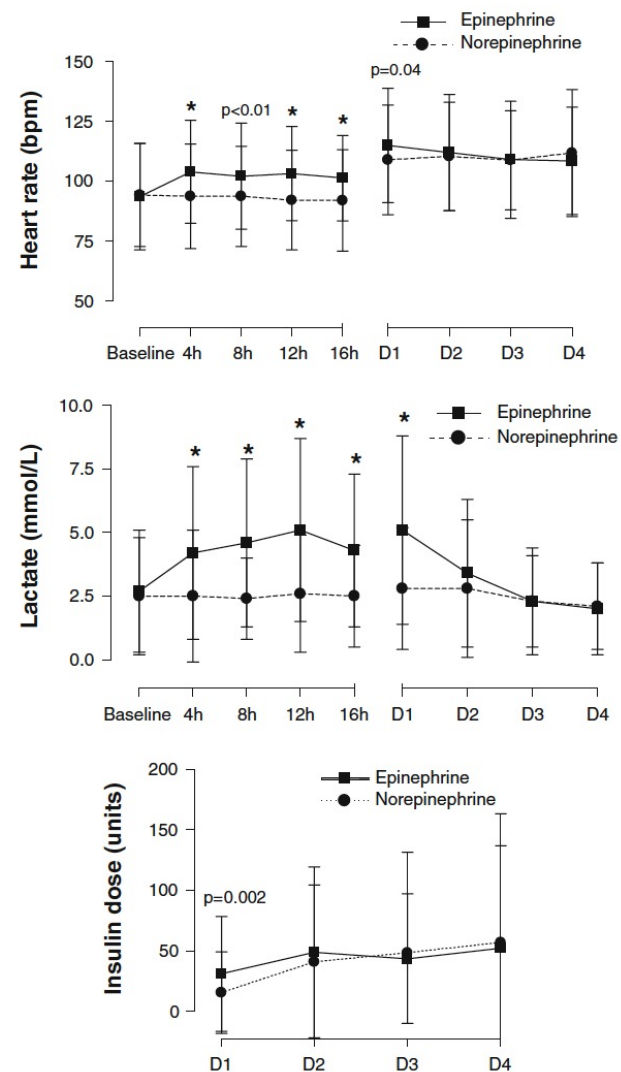 Epinephrine
Norepinephrine
Heart rate (bpm)
150
125
100
75
50
*
p<0.01
*
*
p=0.04
Baseline 4h 8h 12h 16h D1 D2 D3 D4
Epinephrine
Norepinephrine
Lactate (mmol/L)
10.0
7.5
5.0
2.5
0.0
*
*
*
*
*
Baseline 4h 8h 12h 16h D1 D2 D3 D4
Epinephrine
Norepinephrine
Insulin dose (units)
200
150
100
50
0
p=0.002
D1 D2 D3 D4